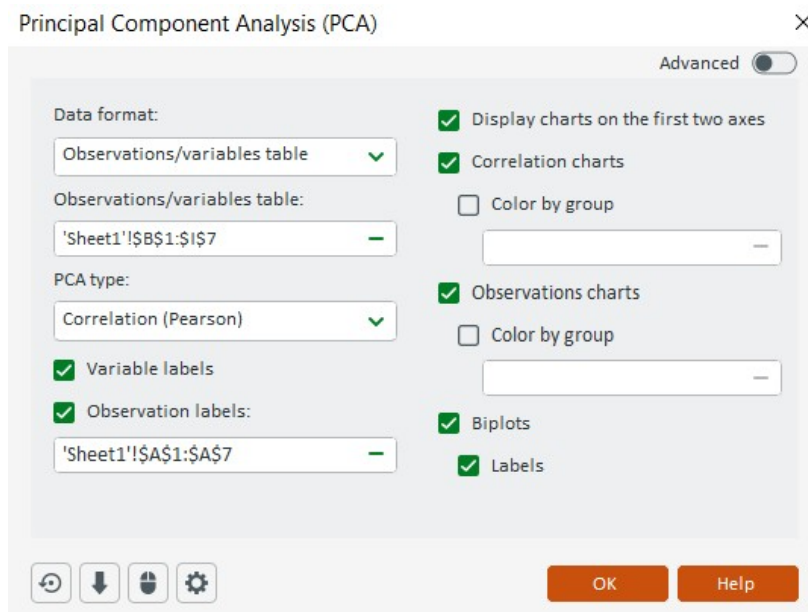 Principal Component Analysis (PCA)
Advanced
Data format:
Observations/variables table
Observations/variables table:
'Sheet1'!$B$1:$I$7
PCA type:
Correlation (Pearson)
Variable labels
Observation labels:
'Sheet1'!$A$1:$A$7
Display charts on the first two axes
Correlation charts
Color by group
Observations charts
Color by group
Biplots
Labels
OK
Help